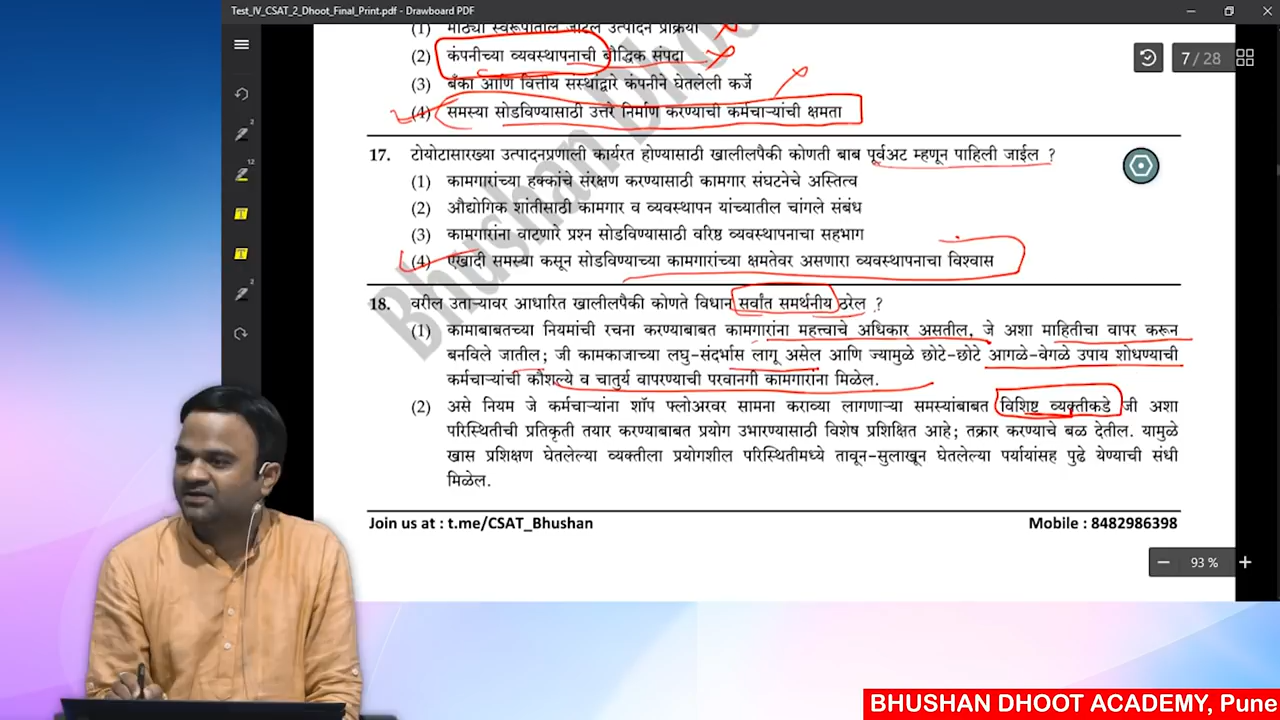 Test_IV_CSAT_2_Dhoot_Final_Print.pdf - Drawboard PDF
(1) माठ्या स्वरूपातील जटिल उत्पादन प्रक्रिया
(2) कंपनीच्या व्यवस्थापनाची बौद्धिक संपदा
7 / 28
(3) बँका आणि वित्तीय संस्थांद्वारे कंपनीने घेतलेली कर्जे
(4) समस्या सोडविण्यासाठी उत्तरे निर्माण करण्याची कर्मचाऱ्यांची क्षमता
17. टोयोटासारख्या उत्पादनप्रणाली कार्यरत होण्यासाठी खालीलपैकी कोणती बाब पूर्वअट म्हणून पाहिली जाईल ?
(1) कामगारांच्या हक्कांचे संरक्षण करण्यासाठी कामगार संघटनेचे अस्तित्व
(2) औद्योगिक शांतीसाठी कामगार व व्यवस्थापन यांच्यातील चांगले संबंध
(3) कामगारांना वाटणारे प्रश्न सोडविण्यासाठी वरिष्ठ व्यवस्थापनाचा सहभाग
(4) एखादी समस्या कसून सोडविण्याच्या कामगारांच्या क्षमतेवर असणारा व्यवस्थापनाचा विश्वास
18. वरील उताऱ्यावर आधारित खालीलपैकी कोणते विधान सर्वांत समर्थनीय ठरेल ?
(1) कामाबाबतच्या नियमांची रचना करण्याबाबत कामगारांना महत्त्वाचे अधिकार असतील, जे अशा माहितीचा वापर करून
बनविले जातील; जी कामकाजाच्या लघु-संदर्भास लागू असेल आणि ज्यामुळे छोटे-छोटे आगळे-वेगळे उपाय शोधण्याची
कर्मचाऱ्यांची कौशल्ये व चातुर्य वापरण्याची परवानगी कामगारांना मिळेल.
(2) असे नियम जे कर्मचाऱ्यांना शॉप फ्लोअरवर सामना कराव्या लागणाऱ्या समस्यांबाबत विशिष्ट व्यक्तीकडे जी अशा
परिस्थितीची प्रतिकृती तयार करण्याबाबत प्रयोग उभारण्यासाठी विशेष प्रशिक्षित आहे; तक्रार करण्याचे बळ देतील. यामुळे
खास प्रशिक्षण घेतलेल्या व्यक्तीला प्रयोगशील परिस्थितीमध्ये तावून-सुलाखून घेतलेल्या पर्यायांसह पुढे येण्याची संधी
मिळेल.
Bhushan Dhoot
Join us at : t.me/CSAT_Bhushan Mobile : 8482986398
93 %
BHUSHAN DHOOT ACADEMY, Pune